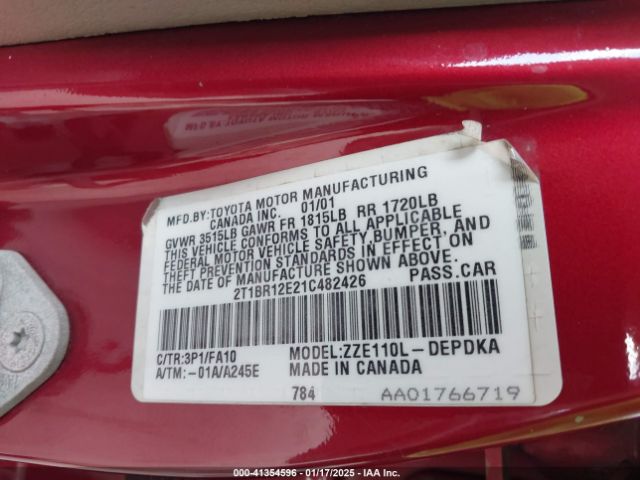 MFD.BY:TOYOTA MOTOR MANUFACTURING
CANADA INC. 01/01
GVWR 3515LB GAWR FR 1815LB RR 1720LB
THIS VEHICLE CONFORMS TO ALL APPLICABLE
FEDERAL MOTOR VEHICLE SAFETY, BUMPER, AND
THEFT PREVENTION STANDARDS IN EFFECT ON
THE DATE OF MANUFACTURE SHOWN ABOVE.
2T1BR12E21C482426 PASS.CAR
C/TR:3P1/FA10 MODEL:ZZE110L-DEPDKA
A/TM:-01A/A245E MADE IN CANADA
784 AA01766719
000-41354596 - 01/17/2025 - IAA Inc.